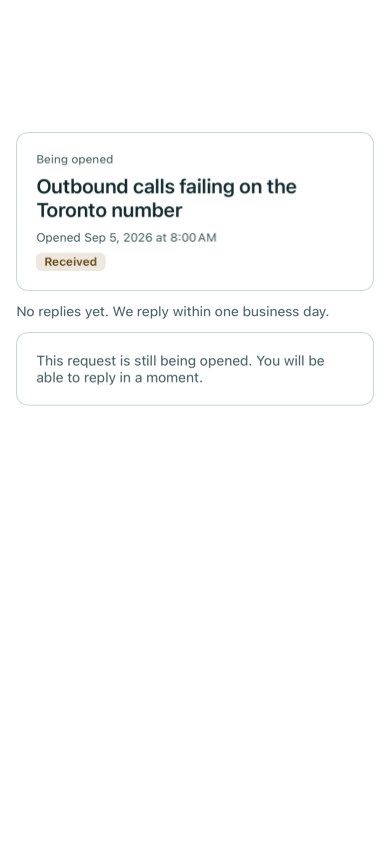 Being opened
Outbound calls failing on the
Toronto number
Opened Sep 5, 2026 at 8:00 AM
Received
No replies yet. We reply within one business day.
This request is still being opened. You will be
able to reply in a moment.